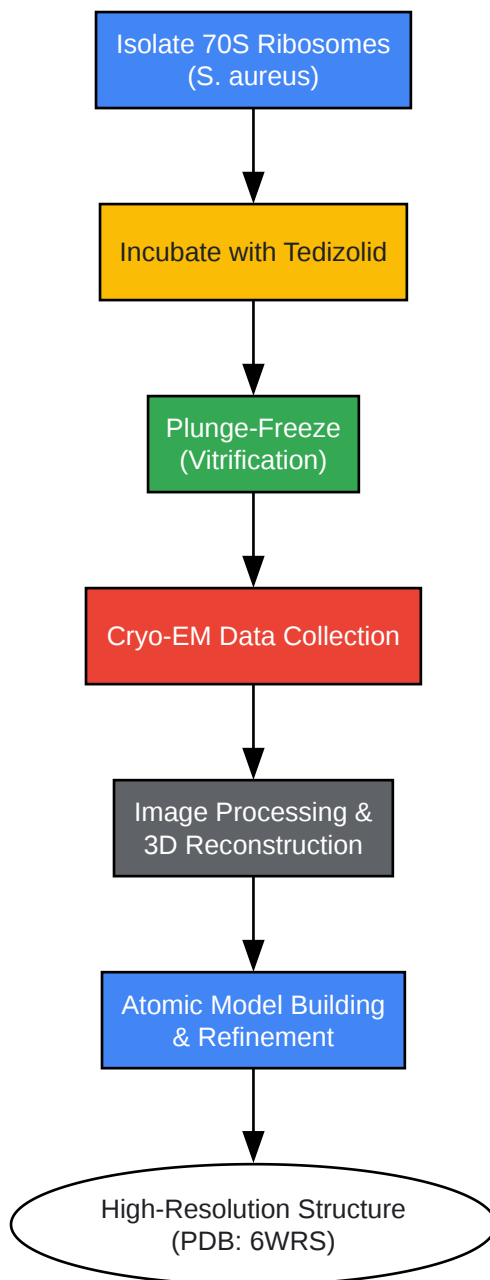 Isolate 70S Ribosomes
(S. aureus)
Incubate with Tedizolid
Plunge-Freeze
(Vitrification)
Cryo-EM Data Collection
Image Processing &
3D Reconstruction
Atomic Model Building
& Refinement
High-Resolution Structure
(PDB: 6WRS)